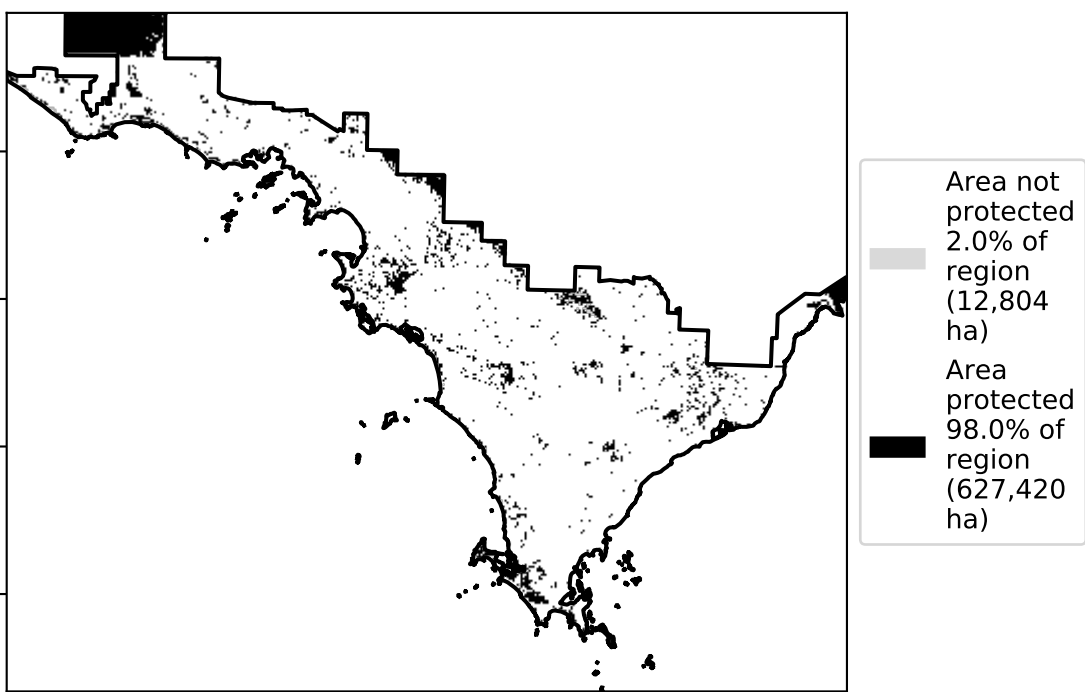 Area not
protected
2.0% of
region
(12,804
ha)
Area
protected
98.0% of
region
(627,420
ha)